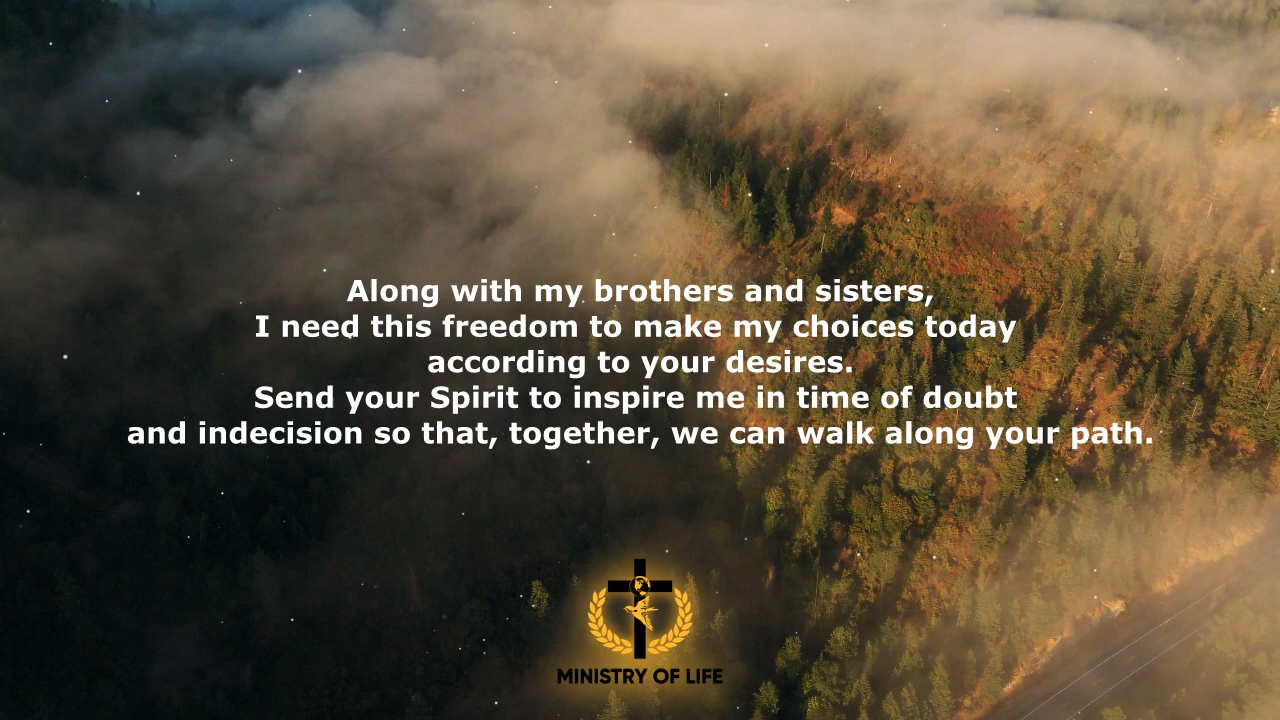 Along with my brothers and sisters,
I need this freedom to make my choices today
according to your desires.
Send your Spirit to inspire me in time of doubt
and indecision so that, together, we can walk along your path.
MINISTRY OF LIFE